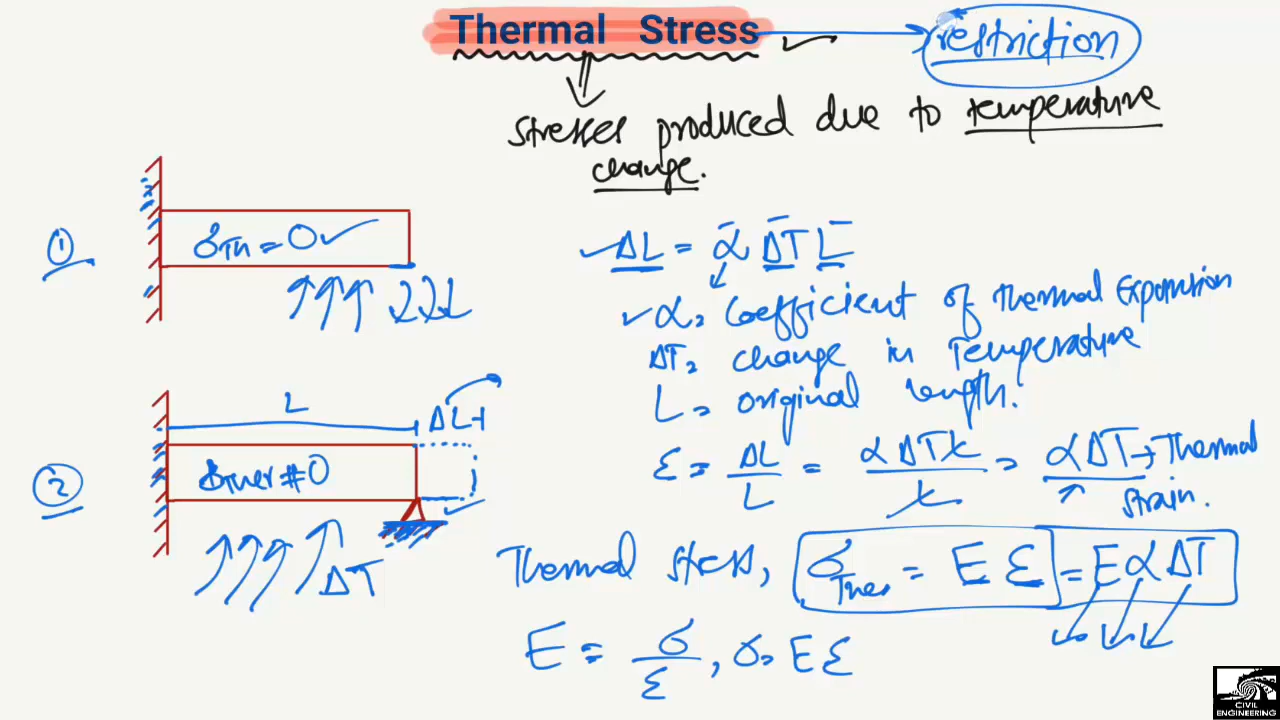 Thermal Stress
restriction
stresses produced due to temperature
change.
①
σTh = 0 ✓
ΔL = α ΔT L
α = Coefficient of Thermal Expansion
ΔT = change in Temperature
L = original length.
L
ΔL
②
σTher ≠ 0
ΔT
ε = ΔL/L = αΔTL/L = αΔT → Thermal strain.
Thermal stress, σTher = E ε = E α ΔT
E = σ/ε, σ = Eε
CIVIL
ENGINEERING